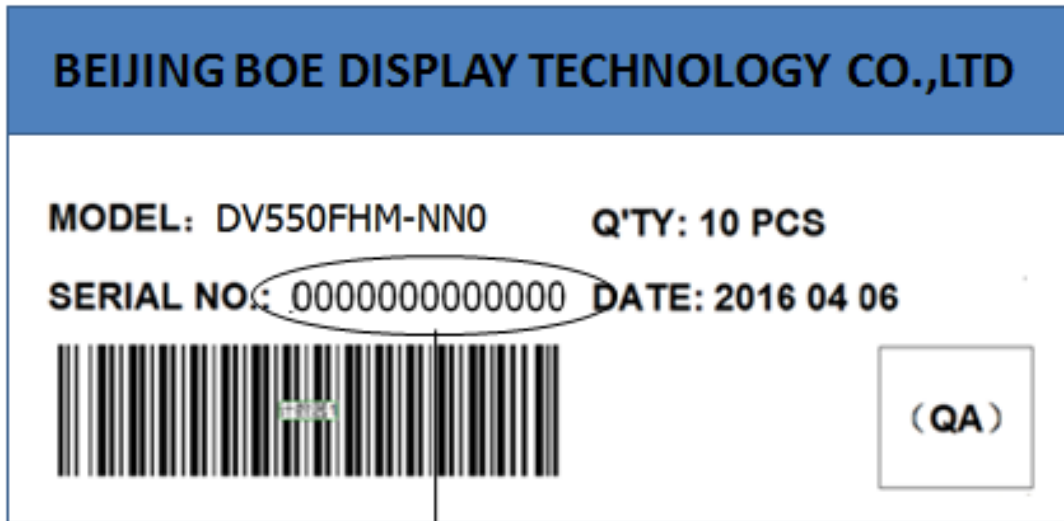 BEIJING BOE DISPLAY TECHNOLOGY CO.,LTD
MODEL: DV550FHM-NN0 Q'TY: 10 PCS
SERIAL NO.: 0000000000000 DATE: 2016 04 06
(QA)